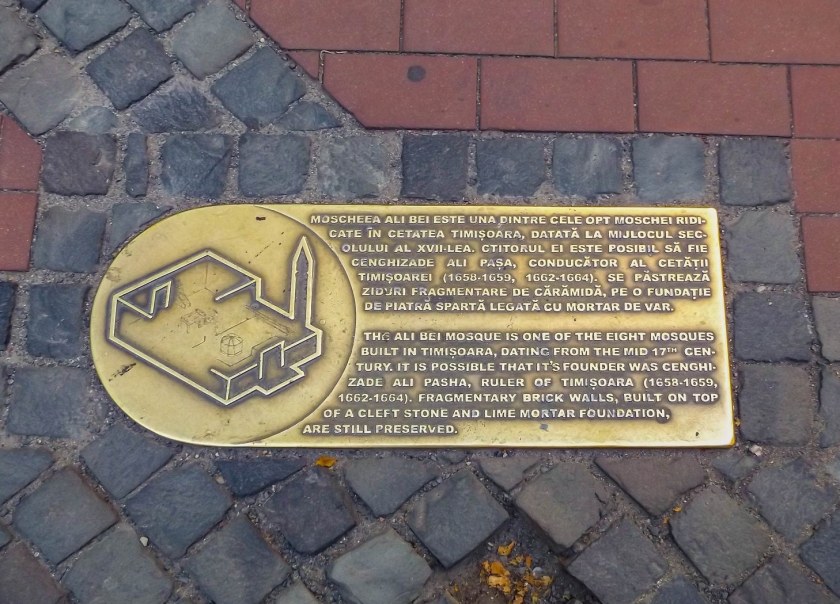 MOSCHEEA ALI BEI ESTE UNA DINTRE CELE OPT MOSCHEI RIDI-
CATE ÎN CETATEA TIMIȘOARA, DATATĂ LA MIJLOCUL SEC-
OLULUI AL XVII-LEA. CTITORUL EI ESTE POSIBIL SĂ FIE
CENGHIZADE ALI PAȘA, CONDUCĂTOR AL CETĂȚII
TIMIȘOAREI (1658-1659, 1662-1664). SE PĂSTREAZĂ
ZIDURI FRAGMENTARE DE CĂRĂMIDĂ, PE O FUNDAȚIE
DE PIATRĂ SPARTĂ LEGATĂ CU MORTAR DE VAR.
THE ALI BEI MOSQUE IS ONE OF THE EIGHT MOSQUES
BUILT IN TIMIȘOARA, DATING FROM THE MID 17TH CEN-
TURY. IT IS POSSIBLE THAT IT'S FOUNDER WAS CENGHI-
ZADE ALI PASHA, RULER OF TIMIȘOARA (1658-1659,
1662-1664). FRAGMENTARY BRICK WALLS, BUILT ON TOP
OF A CLEFT STONE AND LIME MORTAR FOUNDATION,
ARE STILL PRESERVED.